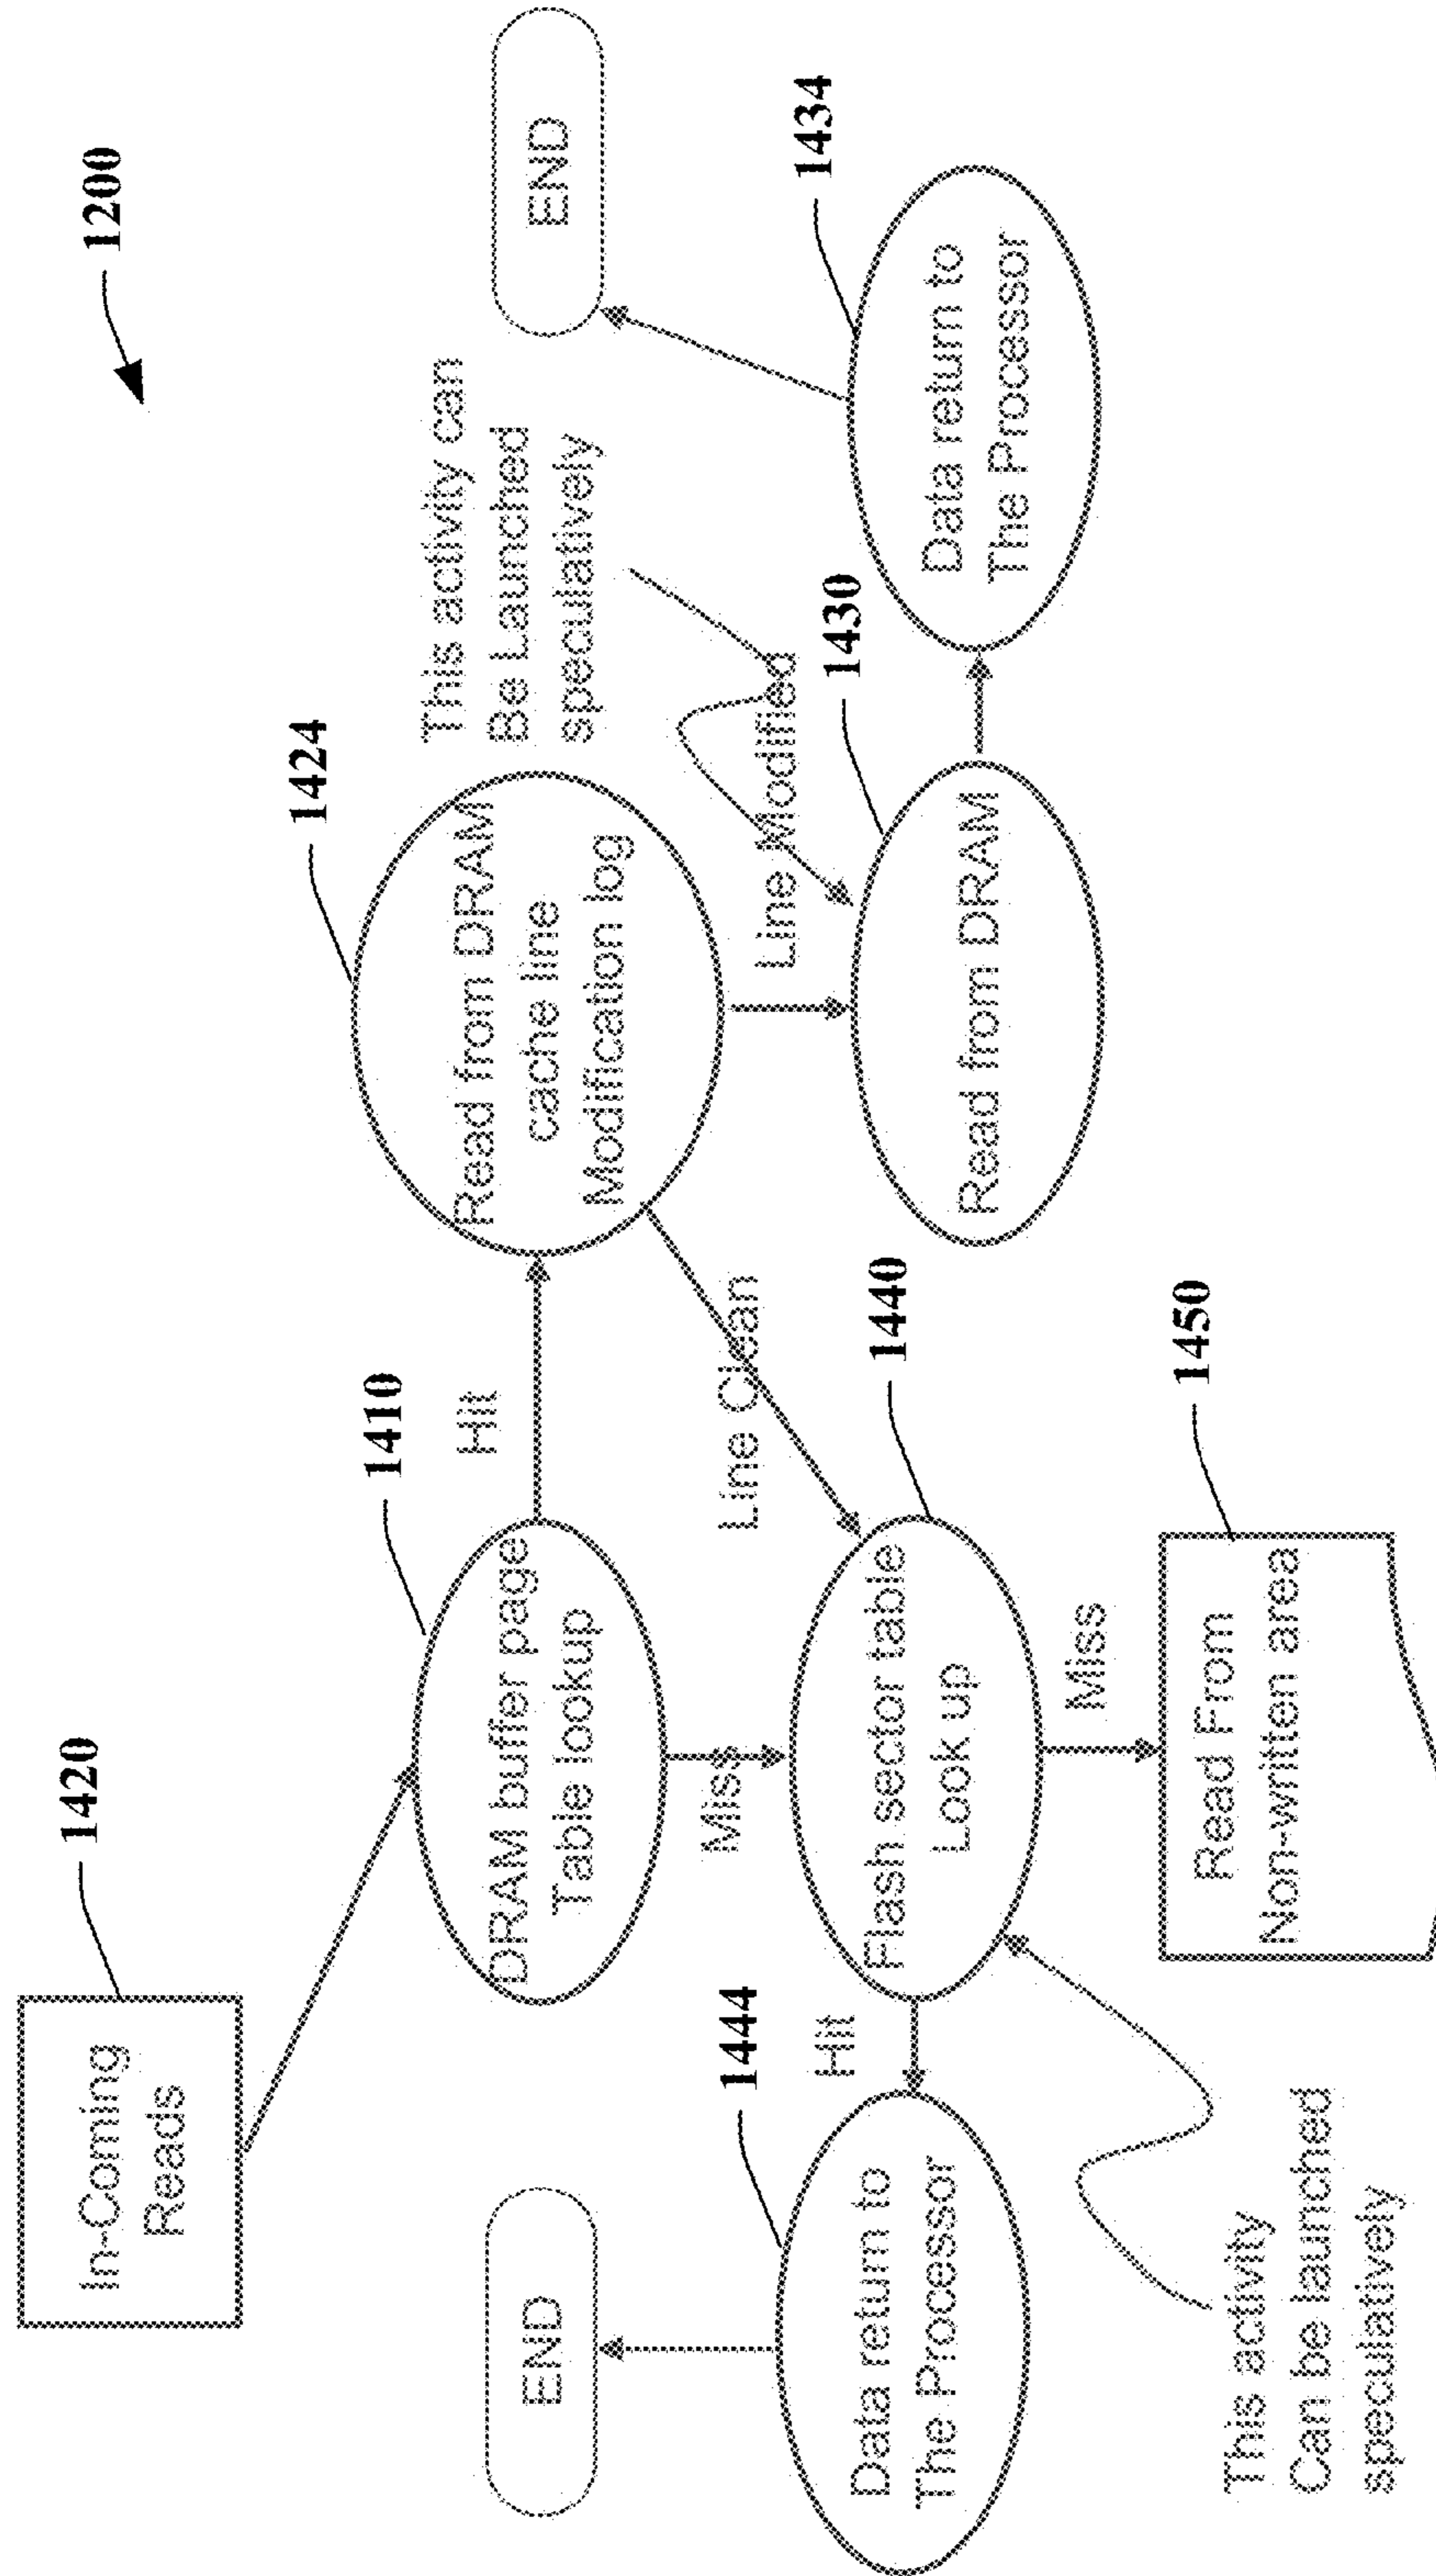 1200
1420
In-Coming
Reads
1410
DRAM buffer page
Table lookup
Hit
1424
Read from DRAM
cache line
Modification log
This activity can
Be Launched
speculatively
END
Miss
Line Clean
Line Modified
1430
Read from DRAM
1434
Data return to
The Processor
END
1444
Data return to
The Processor
Hit
1440
Flash sector table
Look up
Miss
1450
Read From
Non-written area
This activity
Can be launched
speculatively